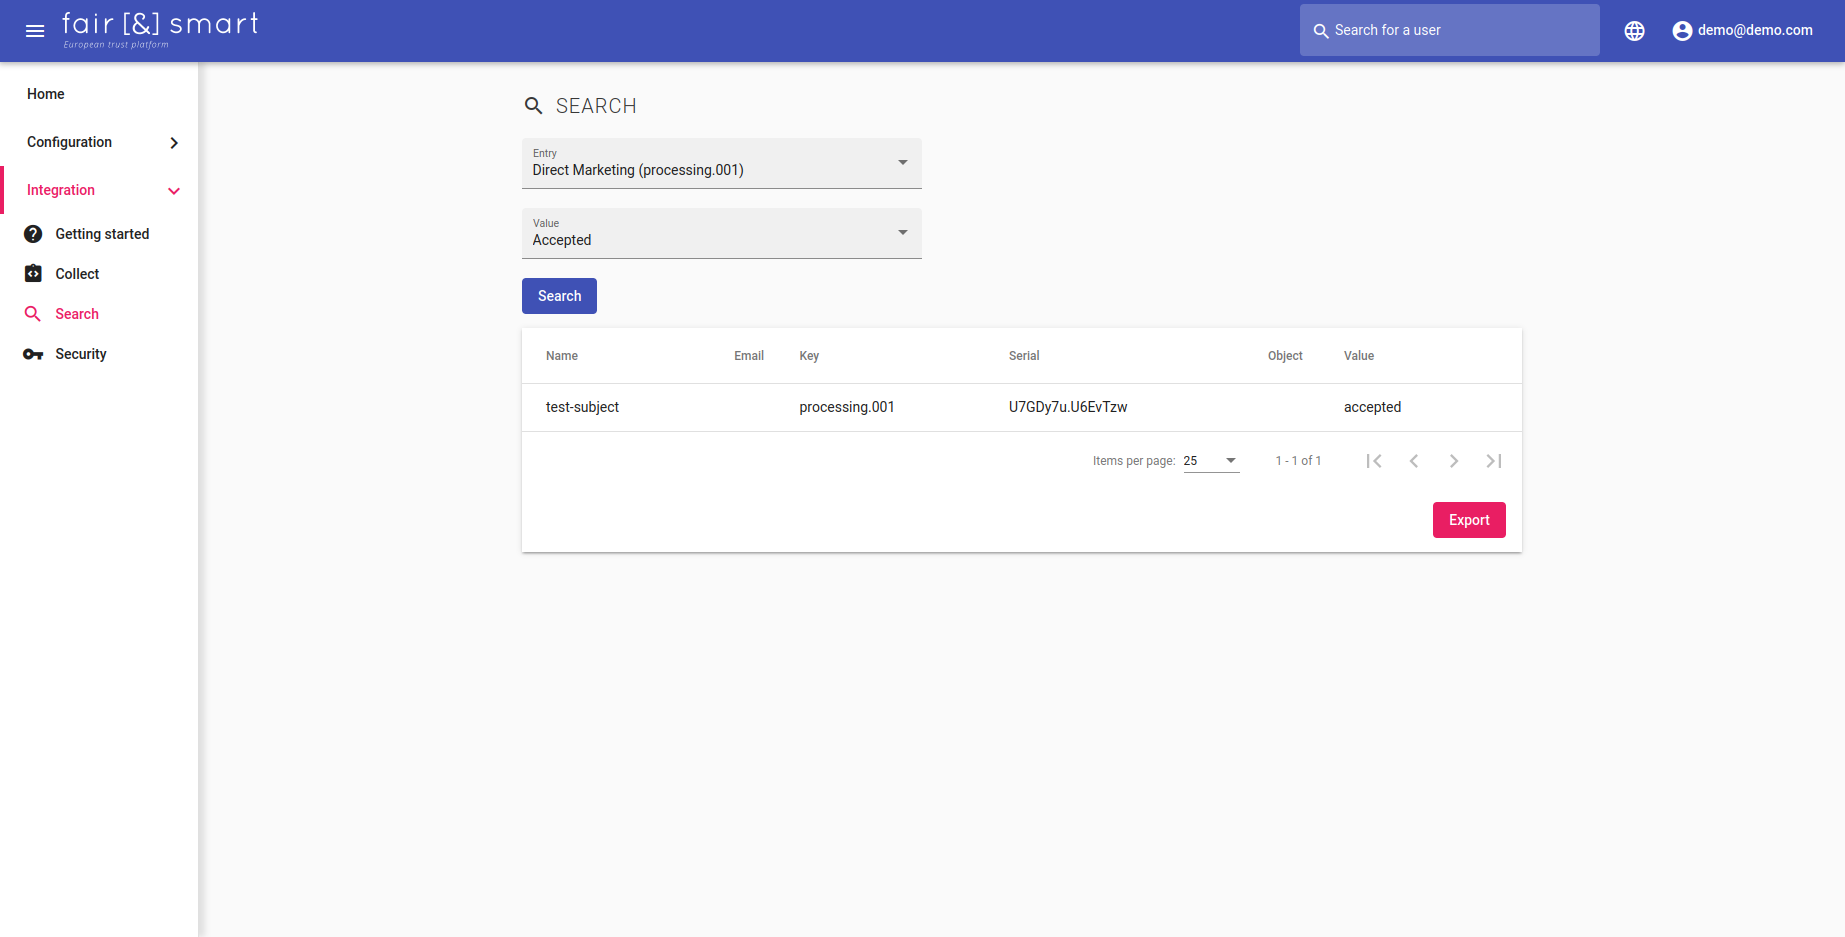 fair [&] smart
European trust platform
Search for a user
demo@demo.com
Home
Configuration
Integration
Getting started
Collect
Search
Security
SEARCH
Entry
Direct Marketing (processing.001)
Value
Accepted
Search
Name Email Key Serial Object Value
test-subject processing.001 U7GDy7u.U6EvTzw accepted
Items per page: 25 1 - 1 of 1
Export